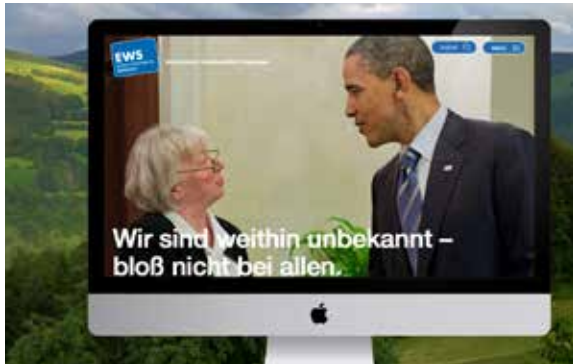 EWS
Wir sind weithin unbekannt –
bloß nicht bei allen.